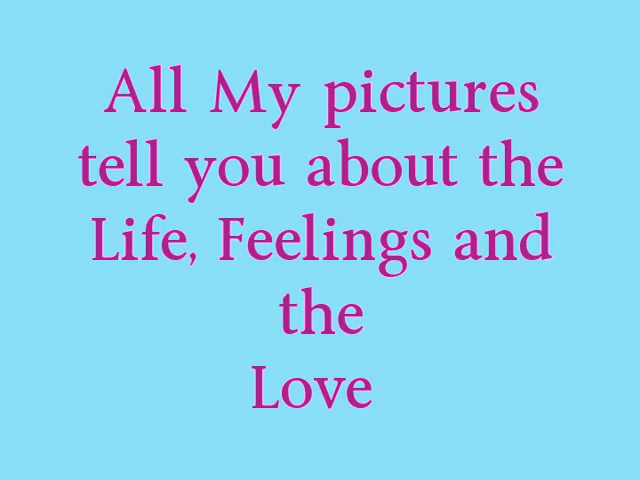 All My pictures
tell you about the
Life, Feelings and
the
Love